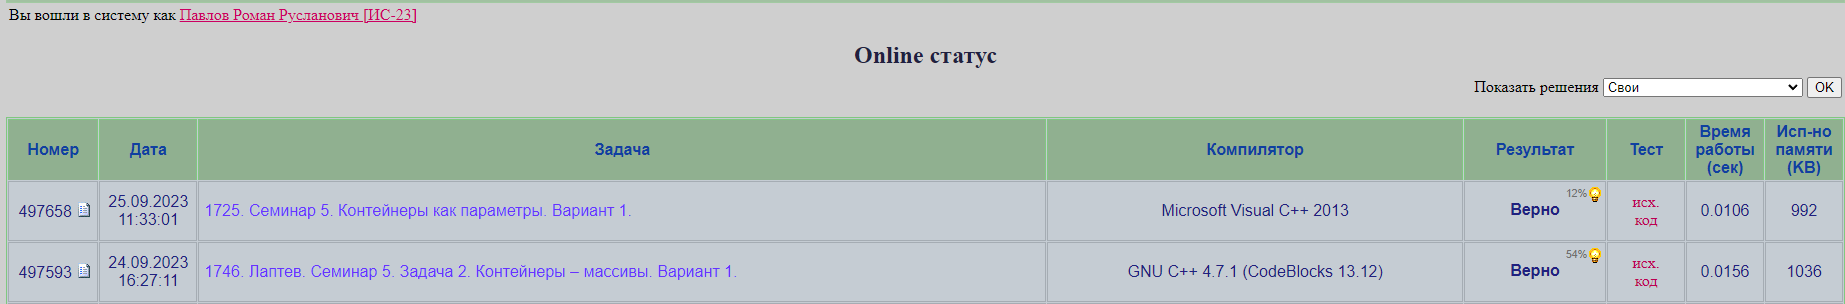 Вы вошли в систему как Павлов Роман Русланович [ИС-23]
Online статус
Показать решения Свои OK
Номер Дата Задача Компилятор Результат Тест Время работы (сек) Исп-но памяти (KB)
497658 25.09.2023 11:33:01 1725. Семинар 5. Контейнеры как параметры. Вариант 1. Microsoft Visual C++ 2013 Верно 12% исх. код 0.0106 992
497593 24.09.2023 16:27:11 1746. Лаптев. Семинар 5. Задача 2. Контейнеры – массивы. Вариант 1. GNU C++ 4.7.1 (CodeBlocks 13.12) Верно 54% исх. код 0.0156 1036